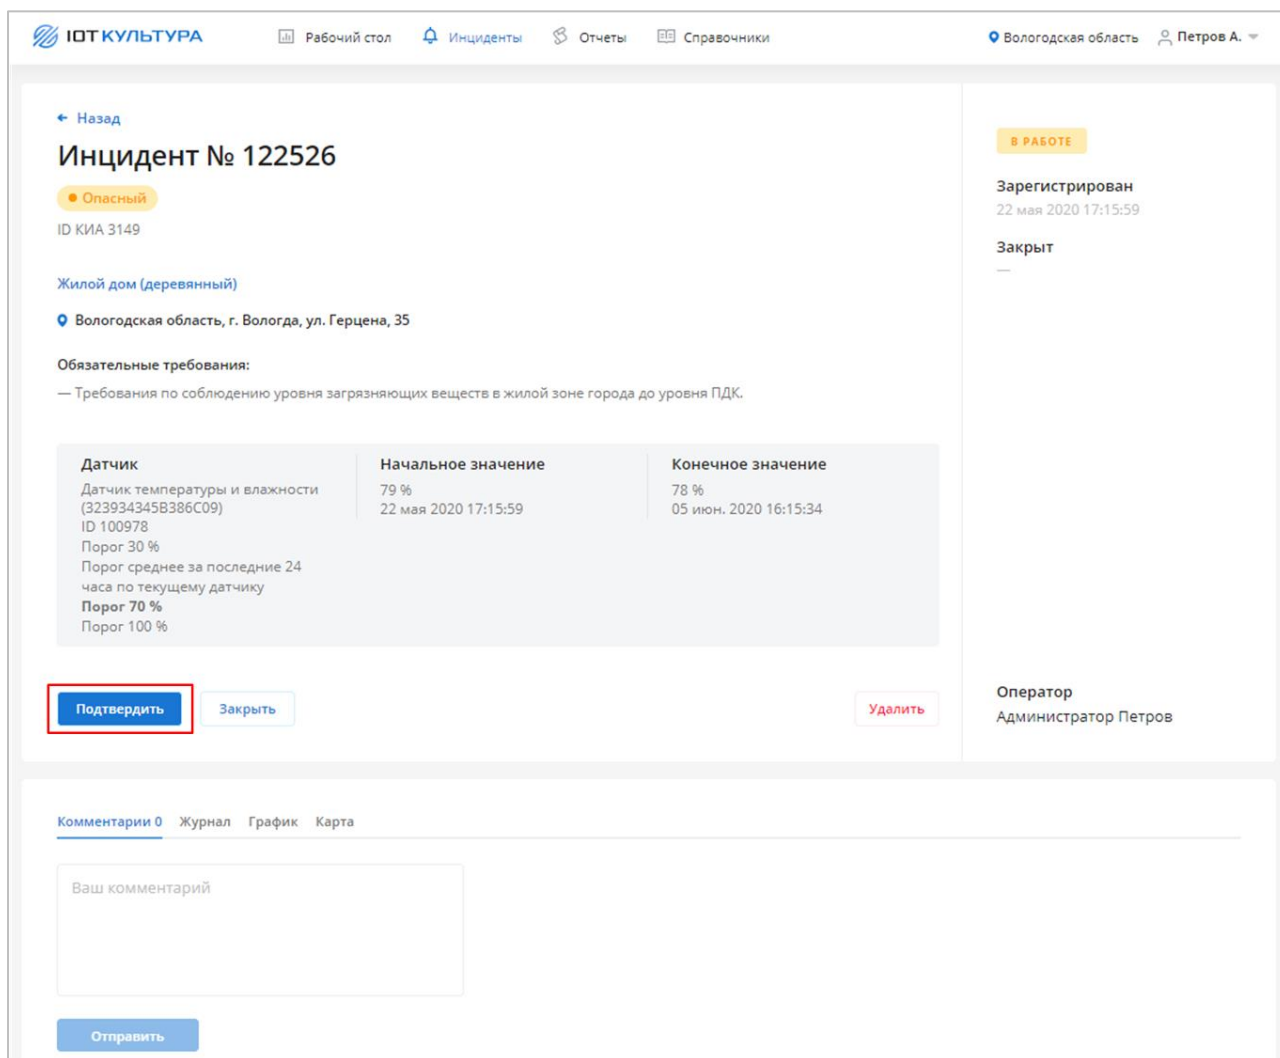 IOT КУЛЬТУРА
Рабочий стол
Инциденты
Отчеты
Справочники
Вологодская область
Петров А.
Назад
Инцидент № 122526
Опасный
ID КИА 3149
Жилой дом (деревянный)
Вологодская область, г. Вологда, ул. Герцена, 35
Обязательные требования:
— Требования по соблюдению уровня загрязняющих веществ в жилой зоне города до уровня ПДК.
Датчик
Датчик температуры и влажности
(323934345B386C09)
ID 100978
Порог 30 %
Порог среднее за последние 24
часа по текущему датчику
Порог 70 %
Порог 100 %
Начальное значение
79 %
22 мая 2020 17:15:59
Конечное значение
78 %
05 июн. 2020 16:15:34
Подтвердить
Закрыть
Удалить
В РАБОТЕ
Зарегистрирован
22 мая 2020 17:15:59
Закрыт
—
Оператор
Администратор Петров
Комментарии 0
Журнал
График
Карта
Ваш комментарий
Отправить